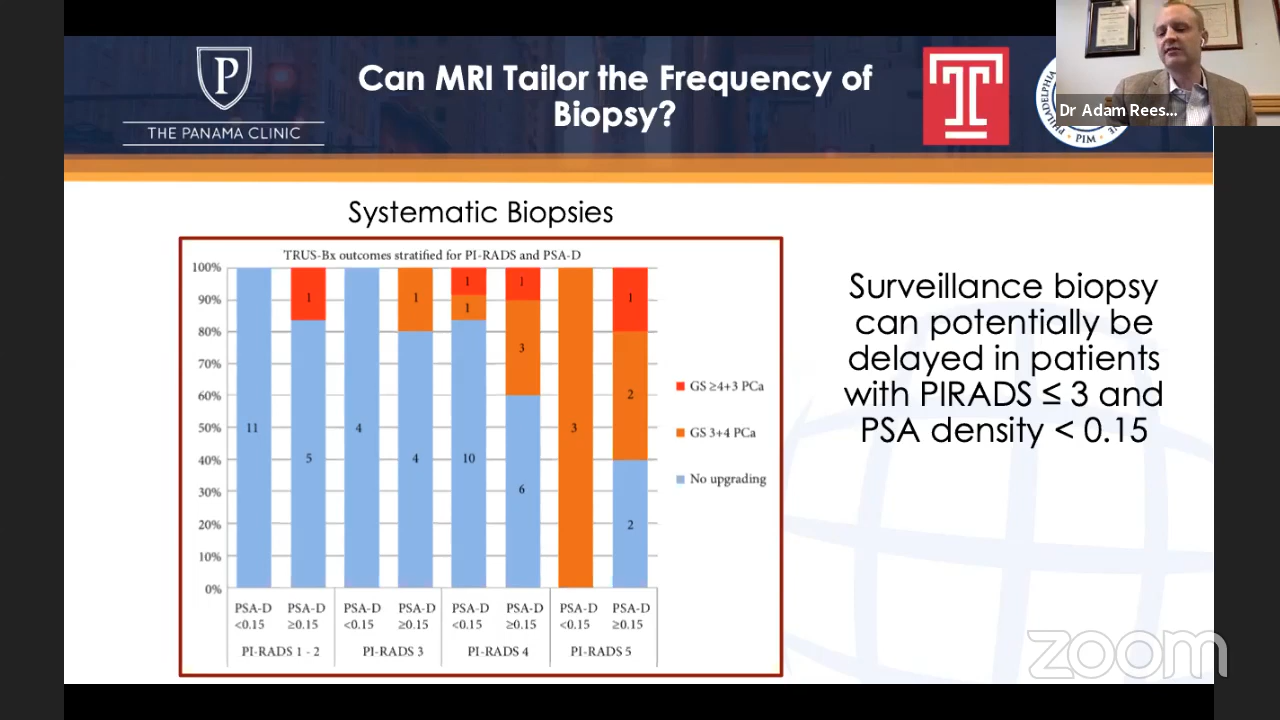 P
THE PANAMA CLINIC
Can MRI Tailor the Frequency of
Biopsy?
T
PHILADELPHIA
PIM
Dr Adam Rees...
Systematic Biopsies
TRUS-Bx outcomes stratified for PI-RADS and PSA-D
100%
90%
80%
70%
60%
50%
40%
30%
20%
10%
0%
11
1
5
4
1
4
1
1
10
1
3
6
3
1
2
2
GS ≥4+3 PCa
GS 3+4 PCa
No upgrading
PSA-D PSA-D PSA-D PSA-D PSA-D PSA-D PSA-D PSA-D
<0.15 ≥0.15 <0.15 ≥0.15 <0.15 ≥0.15 <0.15 ≥0.15
PI-RADS 1 - 2 PI-RADS 3 PI-RADS 4 PI-RADS 5
Surveillance biopsy
can potentially be
delayed in patients
with PIRADS ≤ 3 and
PSA density < 0.15
zoom